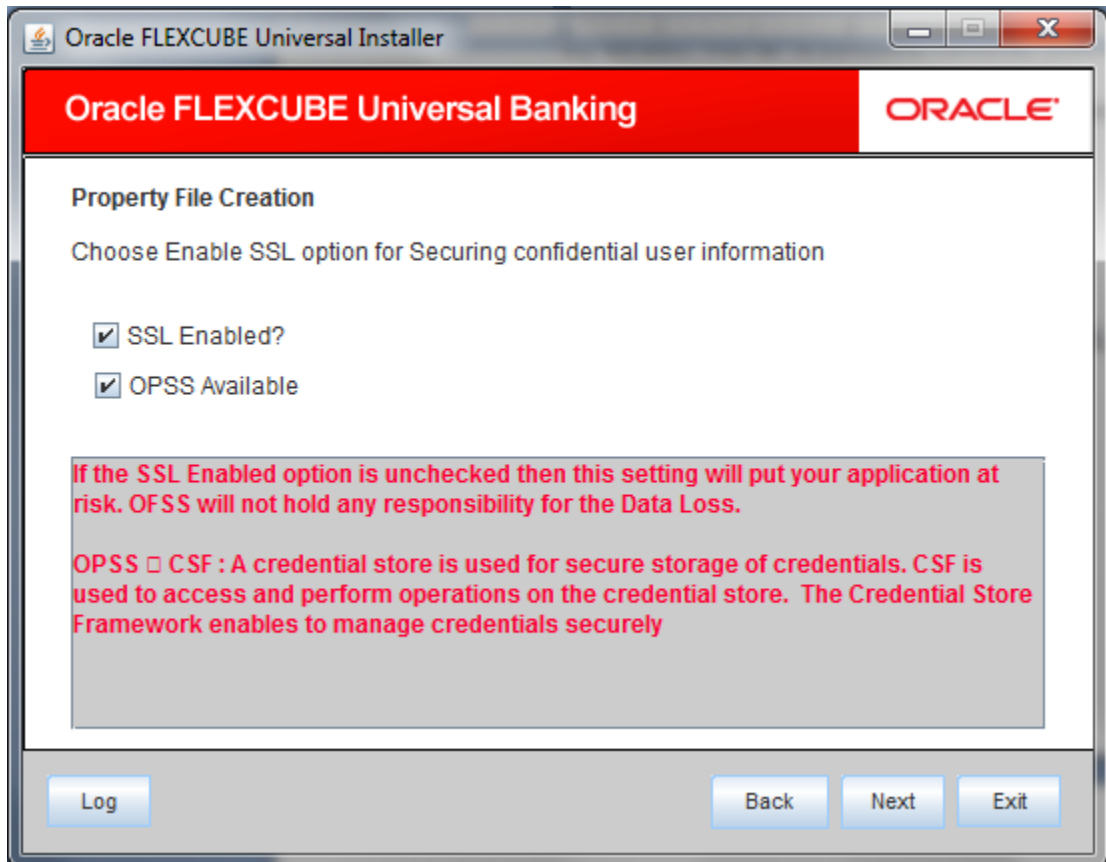 Oracle FLEXCUBE Universal Installer
Oracle FLEXCUBE Universal Banking
ORACLE
Property File Creation
Choose Enable SSL option for Securing confidential user information
SSL Enabled?
OPSS Available
If the SSL Enabled option is unchecked then this setting will put your application at
risk. OFSS will not hold any responsibility for the Data Loss.
OPSS □ CSF : A credential store is used for secure storage of credentials. CSF is
used to access and perform operations on the credential store.  The Credential Store
Framework enables to manage credentials securely
Log
Back
Next
Exit